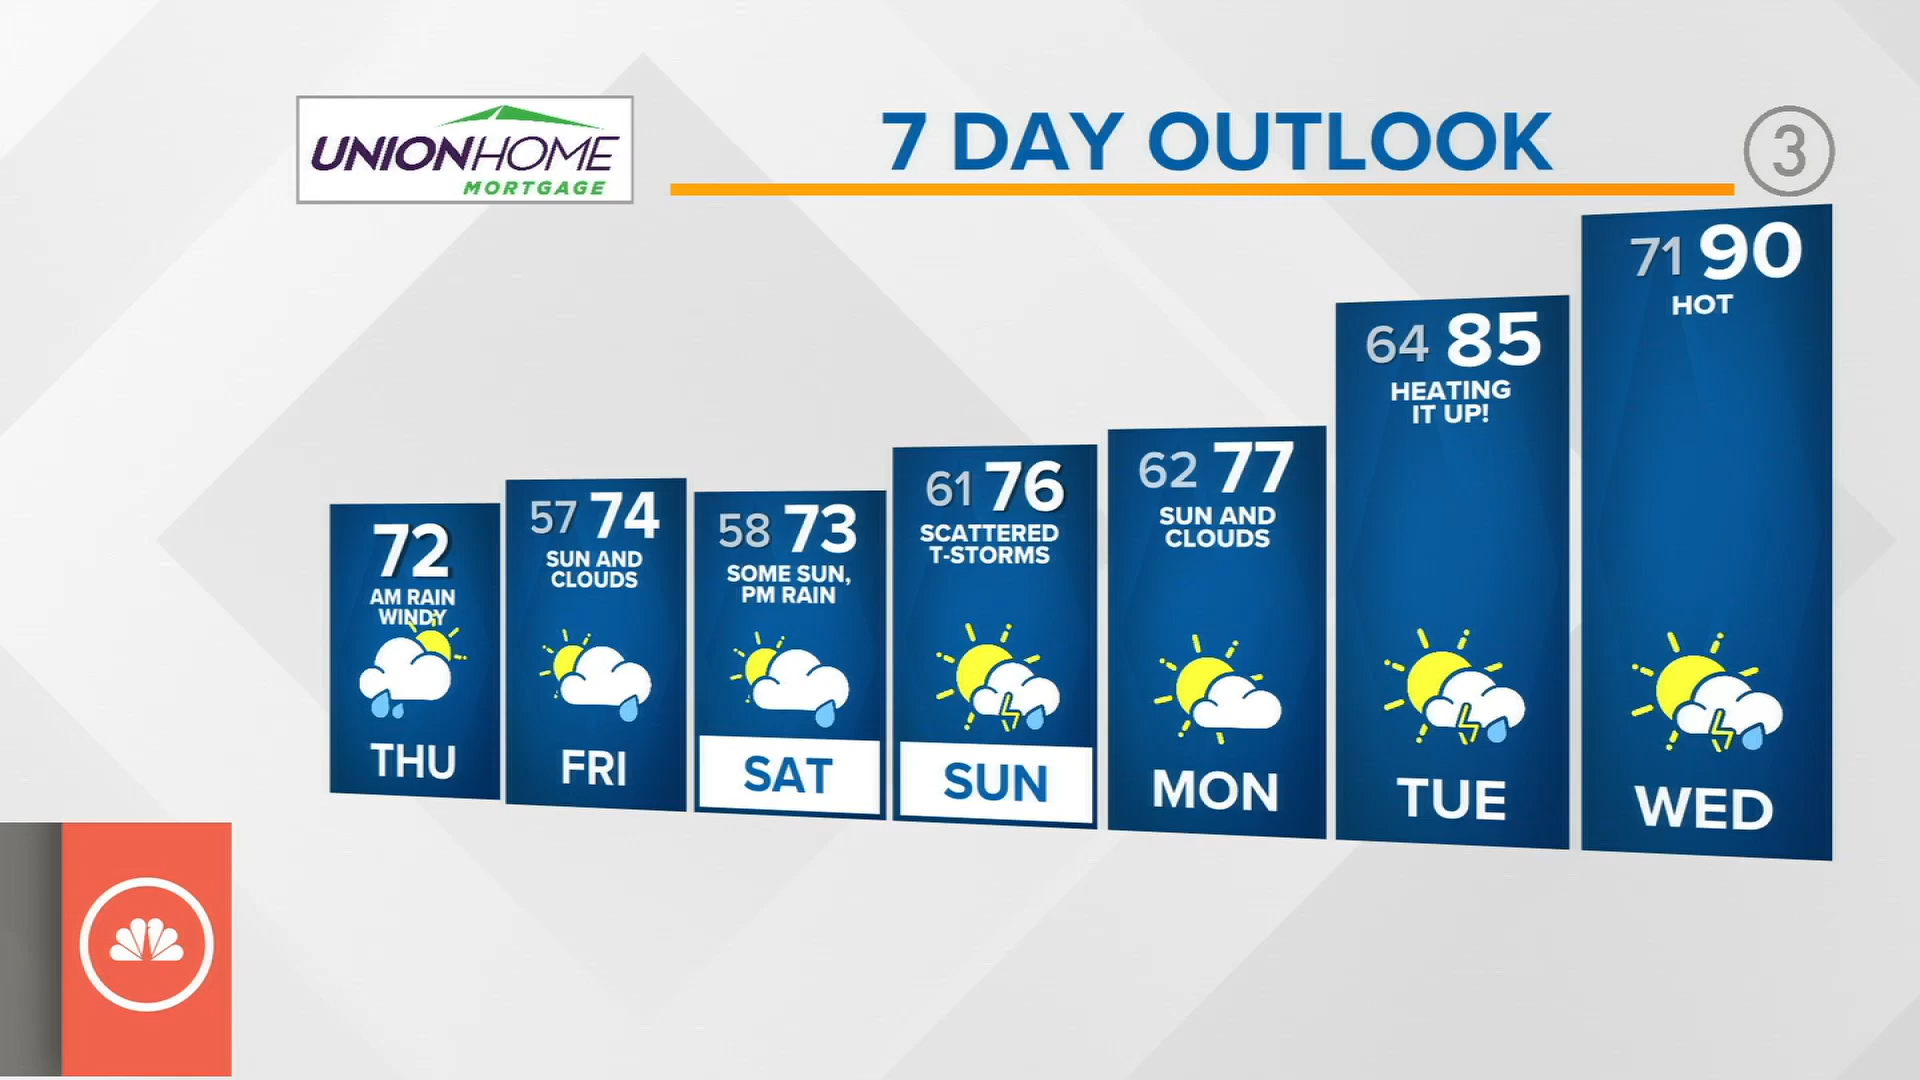 UNIONHOME
MORTGAGE
7 DAY OUTLOOK
3
72
AM RAIN
WINDY
THU
57 74
SUN AND
CLOUDS
FRI
58 73
SOME SUN,
PM RAIN
SAT
61 76
SCATTERED
T-STORMS
SUN
62 77
SUN AND
CLOUDS
MON
64 85
HEATING
IT UP!
TUE
71 90
HOT
WED